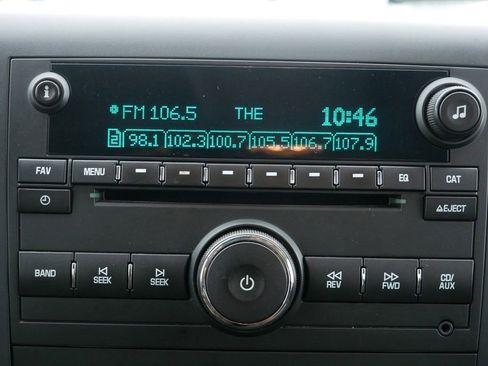 FM 106.5 THE 10:46
2 98.1 102.3 100.7 105.5 106.7 107.9
FAV MENU EQ CAT
EJECT
BAND SEEK SEEK REV FWD CD/
AUX